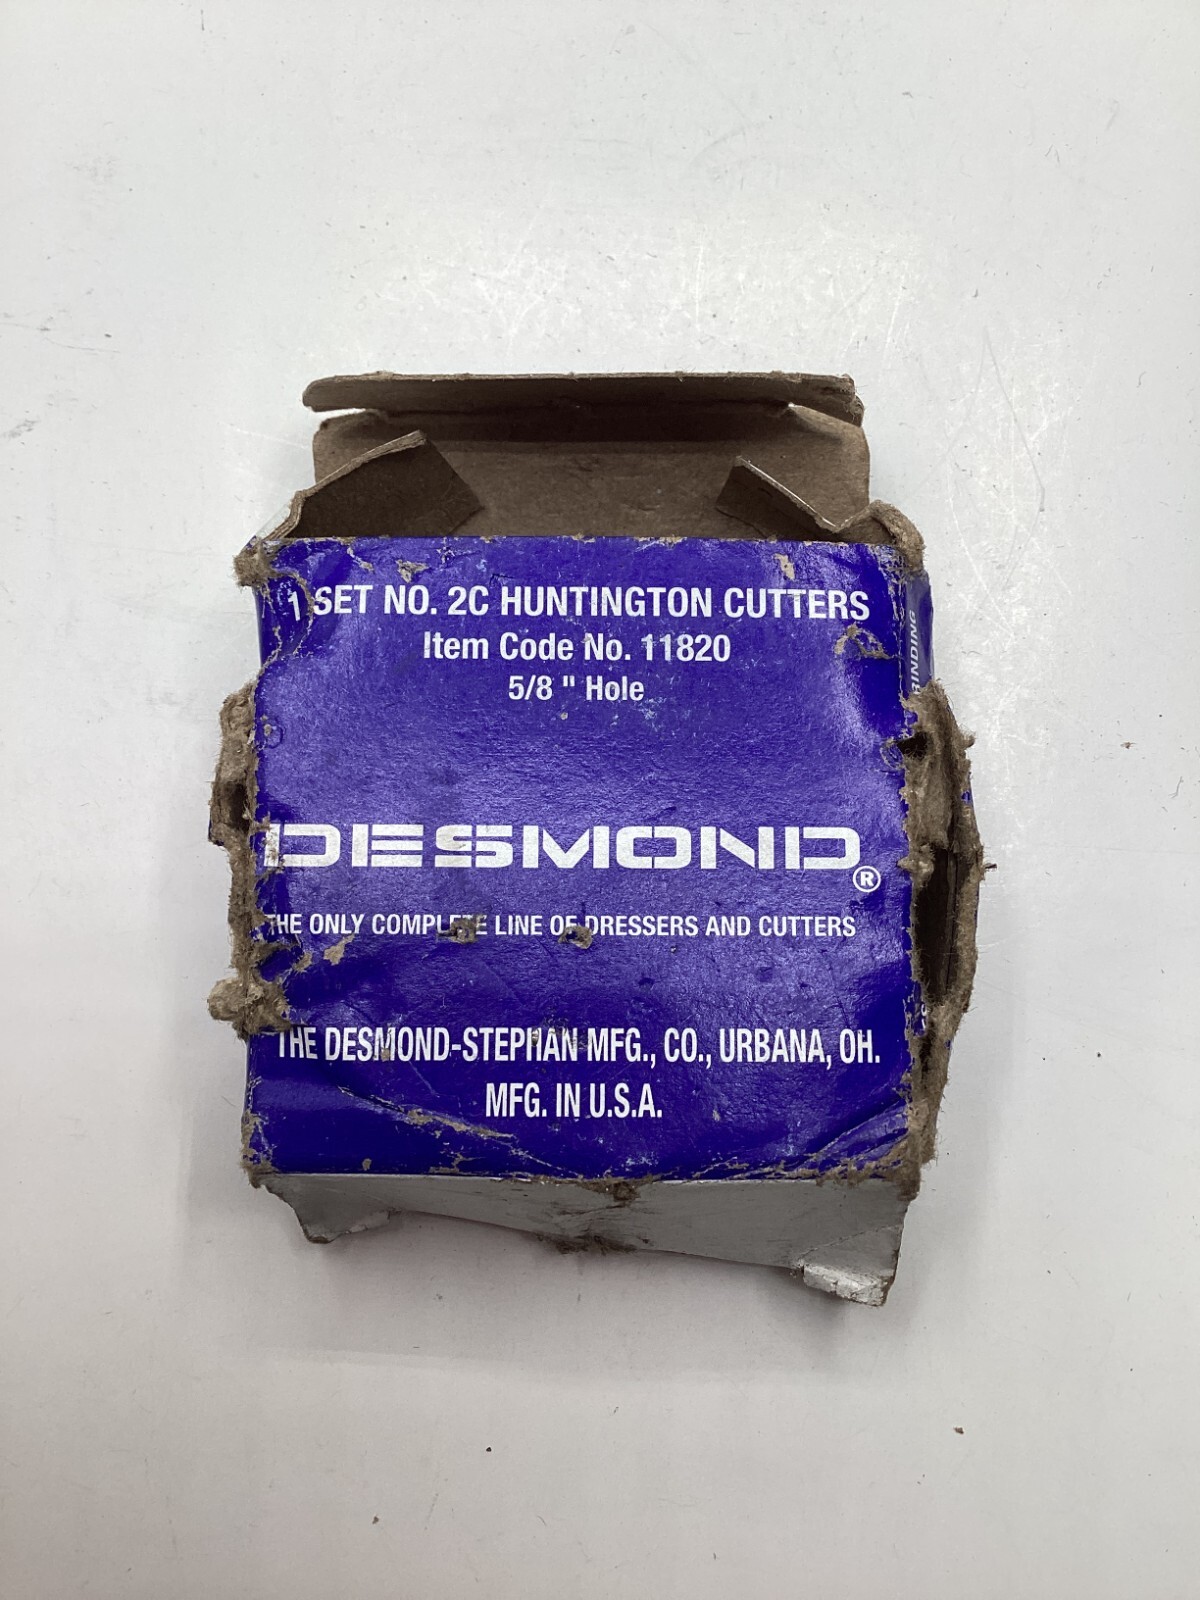 1 SET NO. 2C HUNTINGTON CUTTERS
Item Code No. 11820
5/8 " Hole
DESMOND®
THE ONLY COMPLETE LINE OF DRESSERS AND CUTTERS
THE DESMOND-STEPHAN MFG., CO., URBANA, OH.
MFG. IN U.S.A.